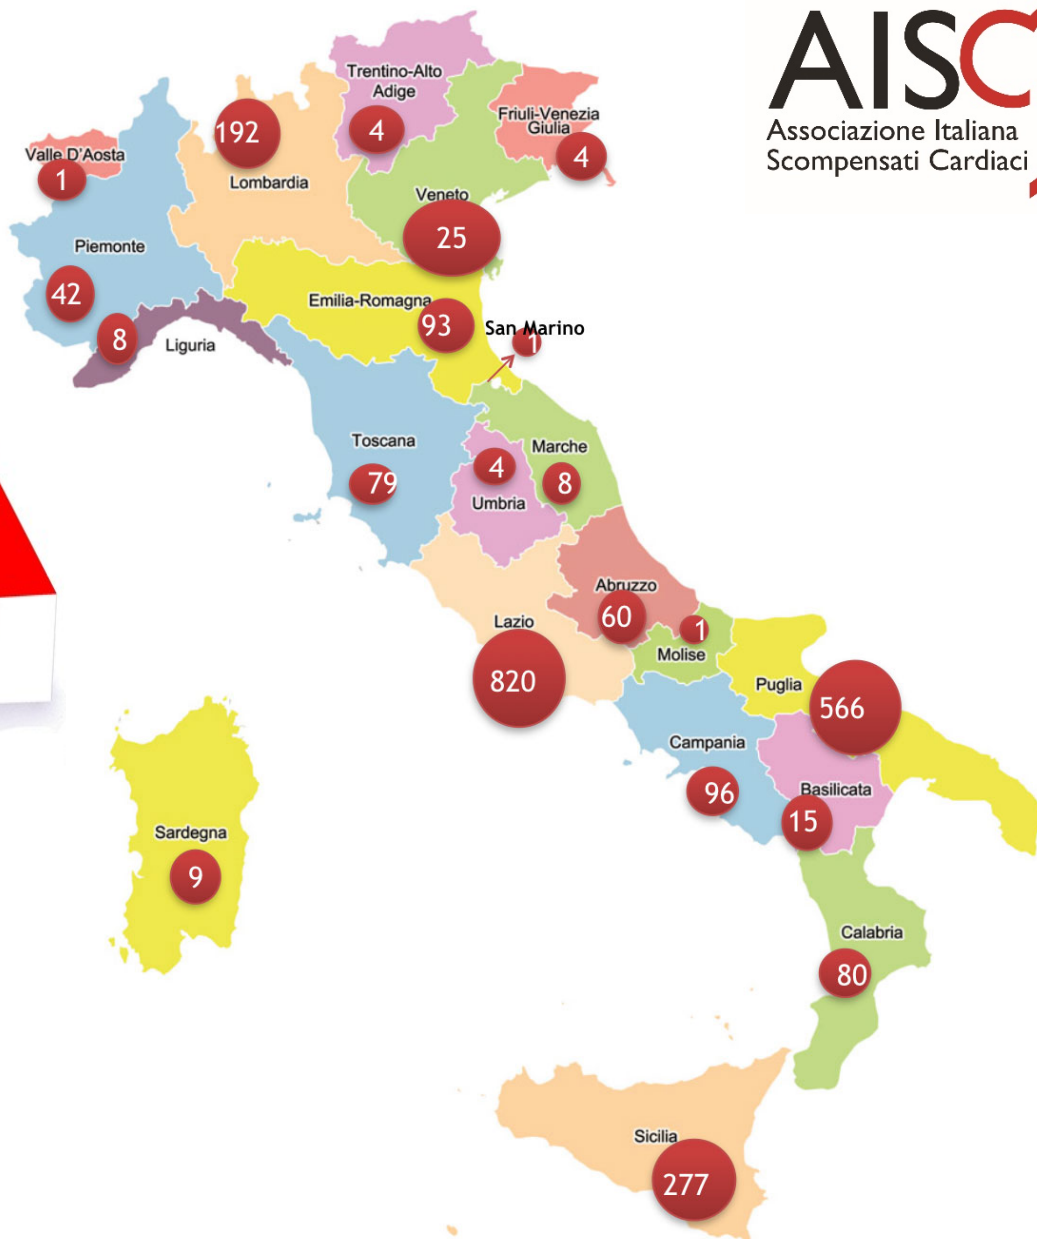 AISC
Associazione Italiana
Scompensati Cardiaci
Trentino-Alto
Adige
4
Friuli-Venezia
Giulia
4
192
Lombardia
Valle D'Aosta
1
Veneto
25
Piemonte
42
Emilia-Romagna
93
San Marino
1
8
Liguria
Toscana
79
Marche
8
4
Umbria
Abruzzo
60
Lazio
820
1
Molise
Puglia
566
Campania
96
Basilicata
15
Sardegna
9
Calabria
80
Sicilia
277